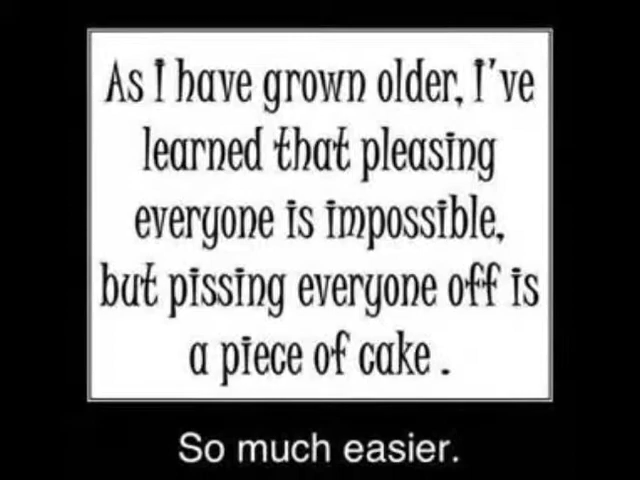 As I have grown older, I've
learned that pleasing
everyone is impossible,
but pissing everyone off is
a piece of cake .
So much easier.